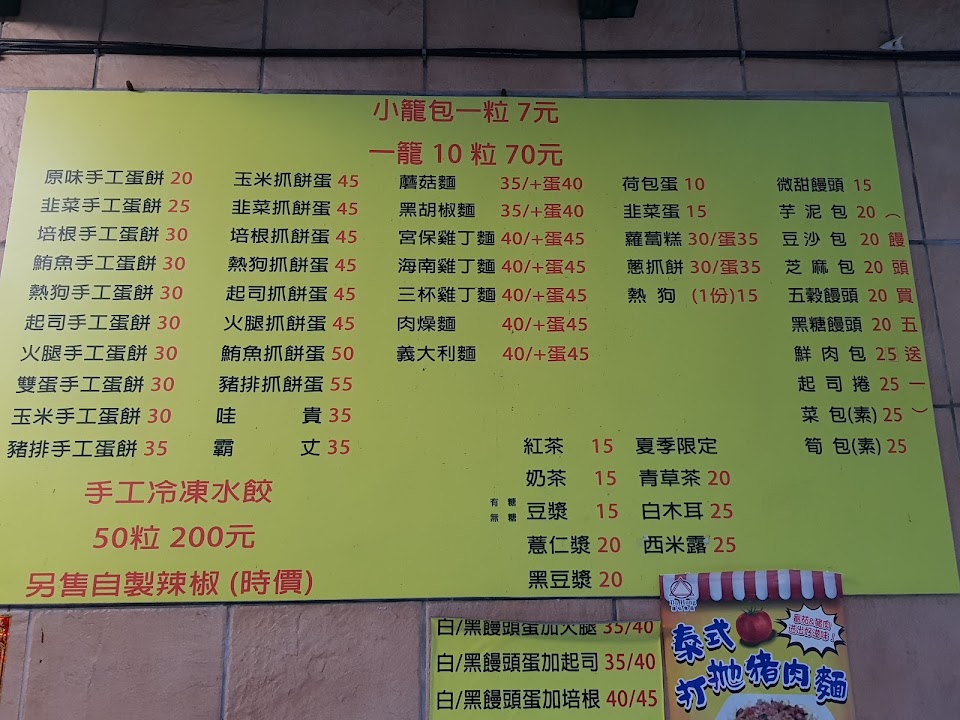 小籠包一粒 7元
一籠 10 粒 70元
原味手工蛋餅 20
韭菜手工蛋餅 25
培根手工蛋餅 30
鮪魚手工蛋餅 30
熱狗手工蛋餅 30
起司手工蛋餅 30
火腿手工蛋餅 30
雙蛋手工蛋餅 30
玉米手工蛋餅 30
豬排手工蛋餅 35
玉米抓餅蛋 45
韭菜抓餅蛋 45
培根抓餅蛋 45
熱狗抓餅蛋 45
起司抓餅蛋 45
火腿抓餅蛋 45
鮪魚抓餅蛋 50
豬排抓餅蛋 55
哇 貴 35
霸 丈 35
蘑菇麵 35/+蛋40
黑胡椒麵 35/+蛋40
宮保雞丁麵 40/+蛋45
海南雞丁麵 40/+蛋45
三杯雞丁麵 40/+蛋45
肉燥麵 40/+蛋45
義大利麵 40/+蛋45
荷包蛋 10
韭菜蛋 15
蘿蔔糕 30/蛋35
蔥抓餅 30/蛋35
熱 狗 (1份)15
微甜饅頭 15
芋 泥 包 20
豆沙 包 20
芝 麻 包 20
五穀饅頭 20
黑糖饅頭 20
鮮 肉 包 25
起 司 捲 25
菜 包(素) 25
筍 包(素) 25
（饅頭買五送一）
手工冷凍水餃
50粒 200元
另售自製辣椒 (時價)
紅茶 15
奶茶 15
有糖
無糖
豆漿 15
薏仁漿 20
黑豆漿 20
夏季限定
青草茶 20
白木耳 25
西米露 25
白/黑饅頭蛋加火腿 35/40
白/黑饅頭蛋加起司 35/40
白/黑饅頭蛋加培根 40/45
蕃茄&豬肉
迸出好滋味!!
泰式
打拋豬肉麵